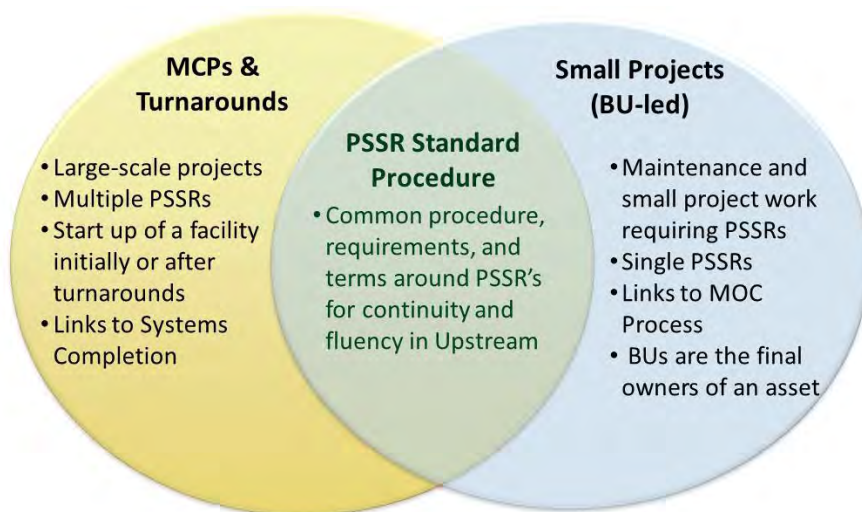 MCPs &
Turnarounds
• Large-scale projects
• Multiple PSSRs
• Start up of a facility
initially or after
turnarounds
• Links to Systems
Completion
PSSR Standard
Procedure
• Common procedure,
requirements, and
terms around PSSR's
for continuity and
fluency in Upstream
Small Projects
(BU-led)
• Maintenance and
small project work
requiring PSSRs
• Single PSSRs
• Links to MOC
Process
• BUs are the final
owners of an asset